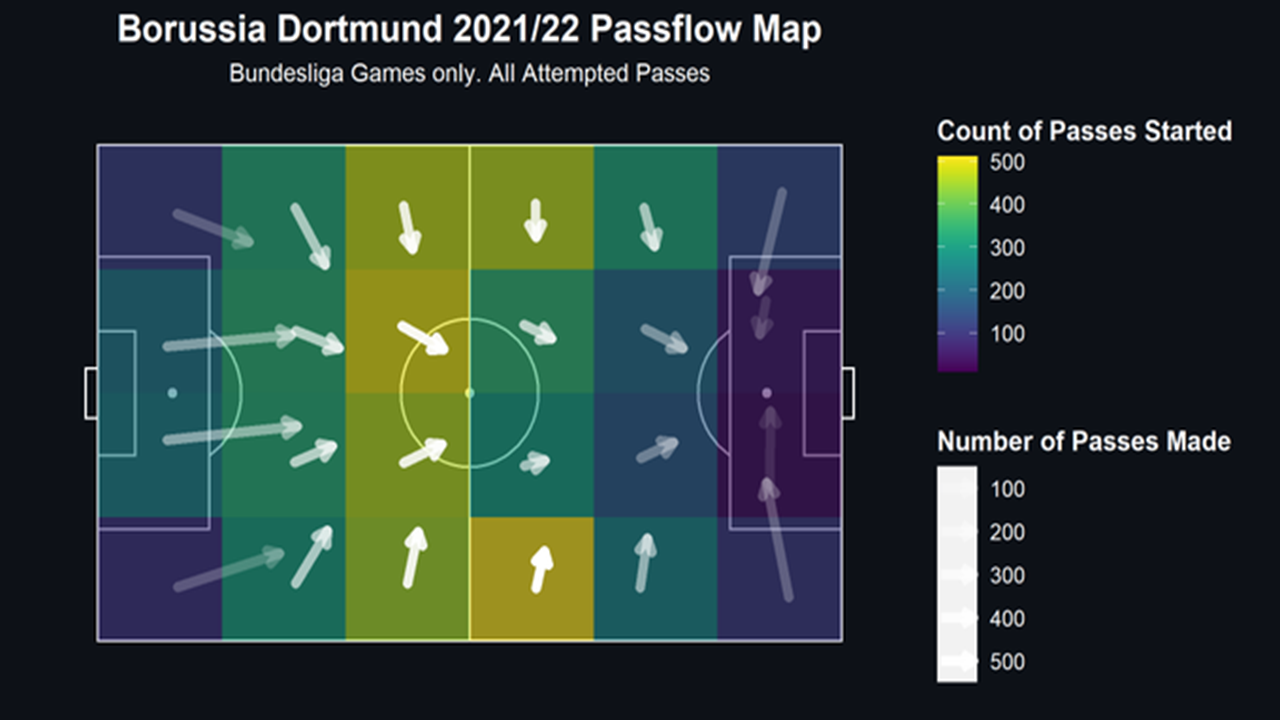 Borussia Dortmund 2021/22 Passflow Map
Bundesliga Games only. All Attempted Passes
Count of Passes Started
500
400
300
200
100
Number of Passes Made
100
200
300
400
500